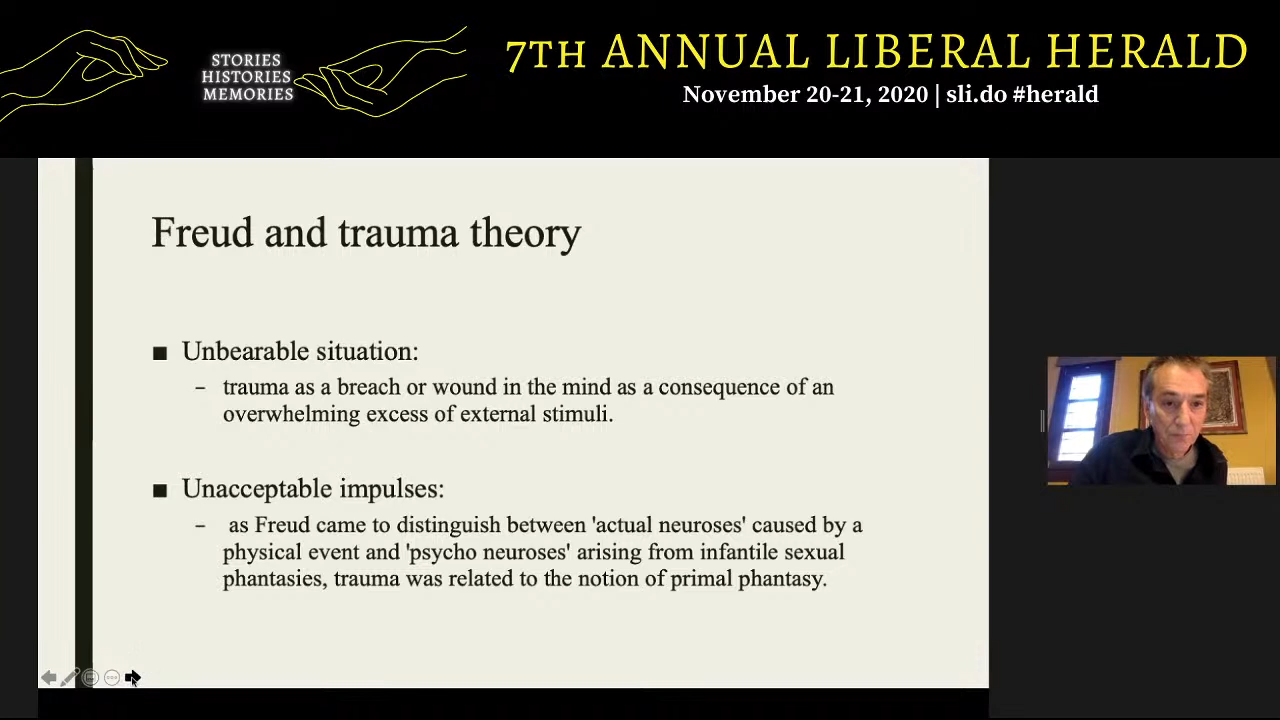 STORIES
HISTORIES
MEMORIES
7TH ANNUAL LIBERAL HERALD
November 20-21, 2020 | sli.do #herald
Freud and trauma theory
■ Unbearable situation:
– trauma as a breach or wound in the mind as a consequence of an
overwhelming excess of external stimuli.
■ Unacceptable impulses:
– as Freud came to distinguish between 'actual neuroses' caused by a
physical event and 'psycho neuroses' arising from infantile sexual
phantasies, trauma was related to the notion of primal phantasy.